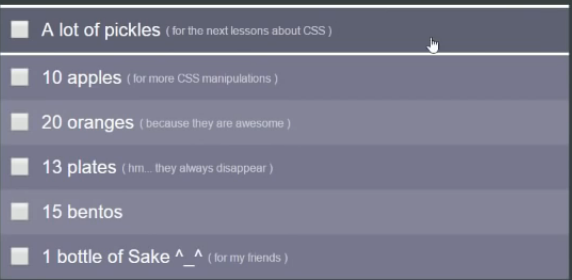 A lot of pickles ( for the next lessons about CSS )
10 apples ( for more CSS manipulations )
20 oranges ( because they are awesome )
13 plates ( hm... they always disappear )
15 bentos
1 bottle of Sake ^_^ ( for my friends )